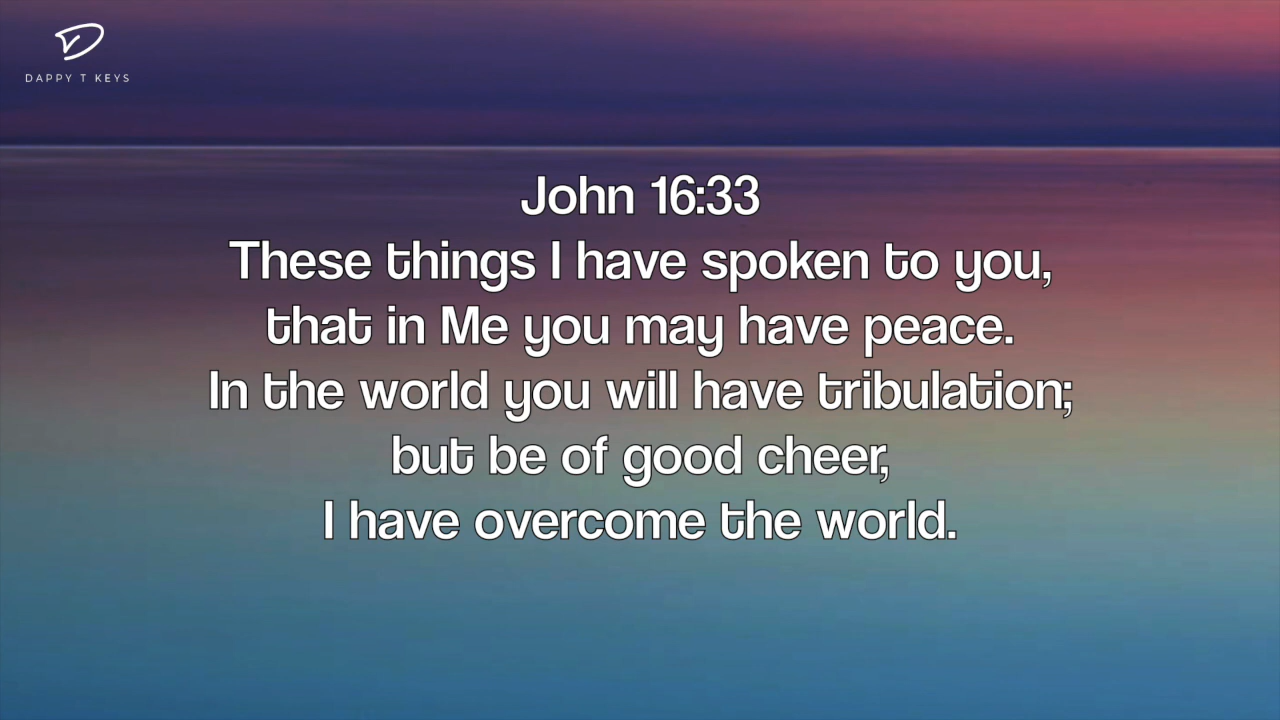 DAPPY T KEYS
John 16:33
These things I have spoken to you,
that in Me you may have peace.
In the world you will have tribulation;
but be of good cheer,
I have overcome the world.